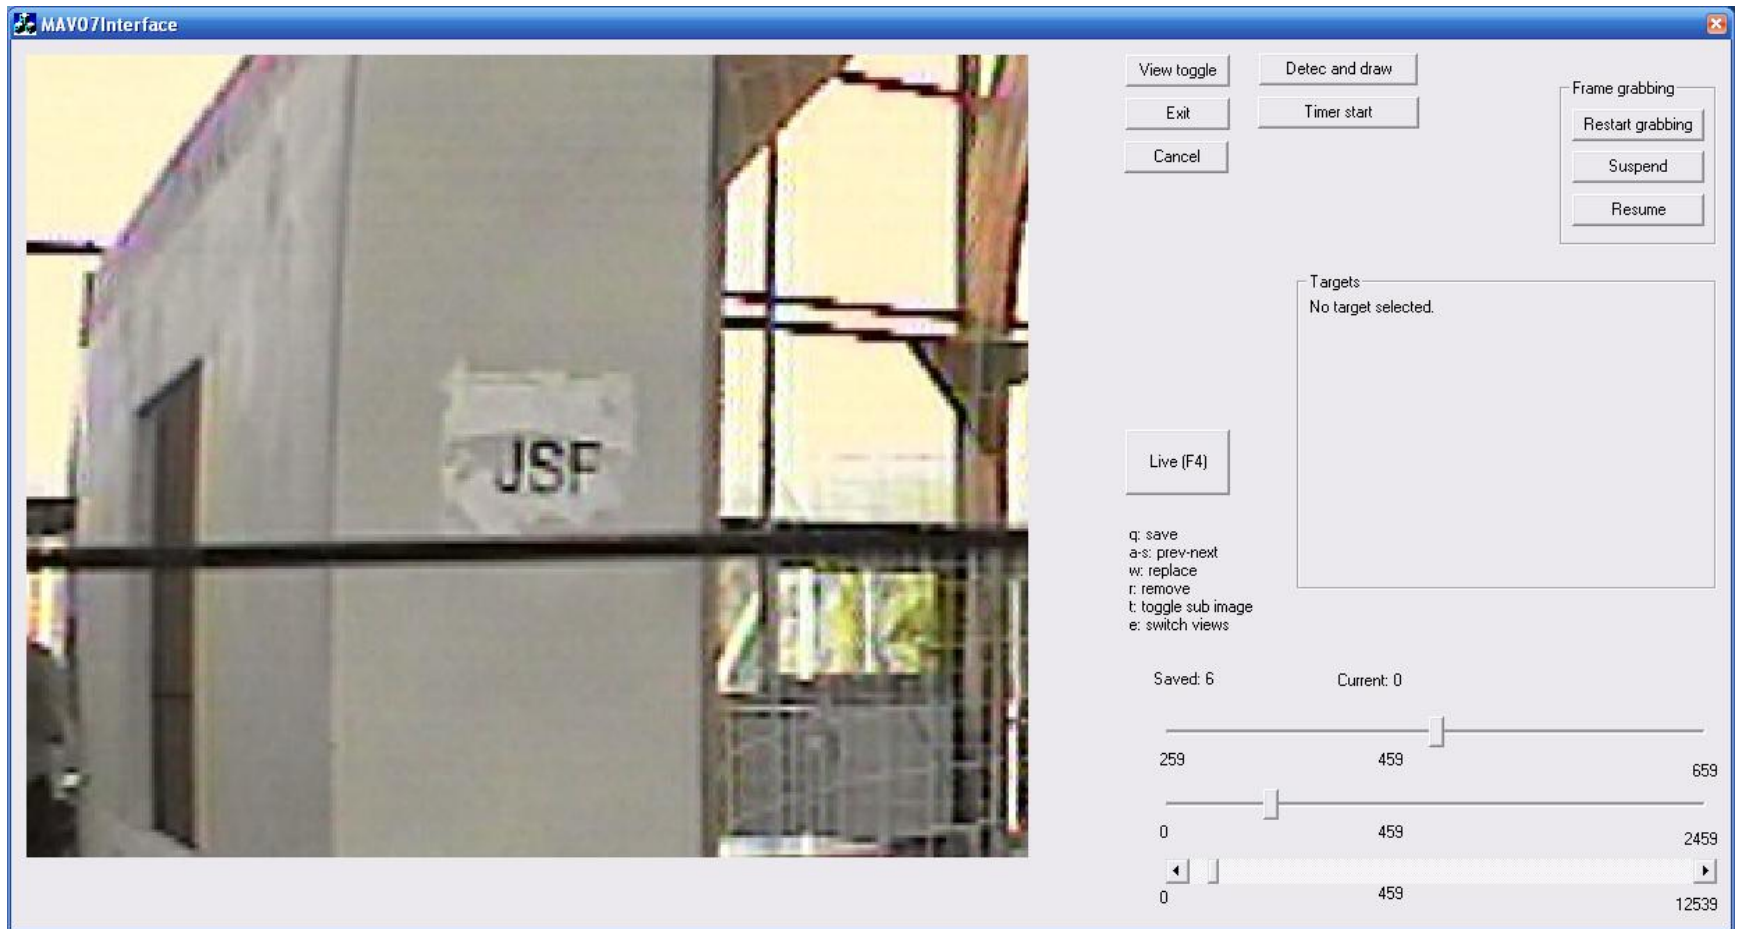 MAV07Interface
JSF
View toggle
Detec and draw
Exit
Timer start
Cancel
Frame grabbing
Restart grabbing
Suspend
Resume
Targets
No target selected.
Live (F4)
q: save
a-s: prev-next
w: replace
r: remove
t: toggle sub image
e: switch views
Saved: 6
Current: 0
259 459 659
0 459 2459
0 459 12539